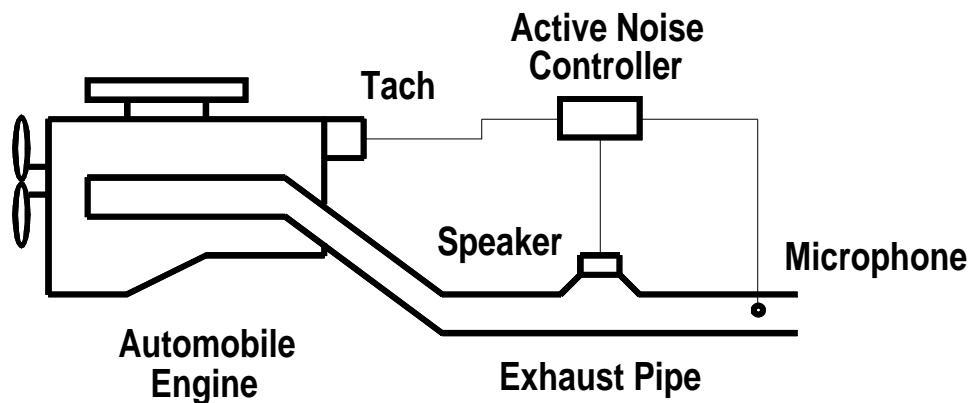 Active Noise
Controller
Tach
Speaker
Microphone
Automobile
Engine
Exhaust Pipe